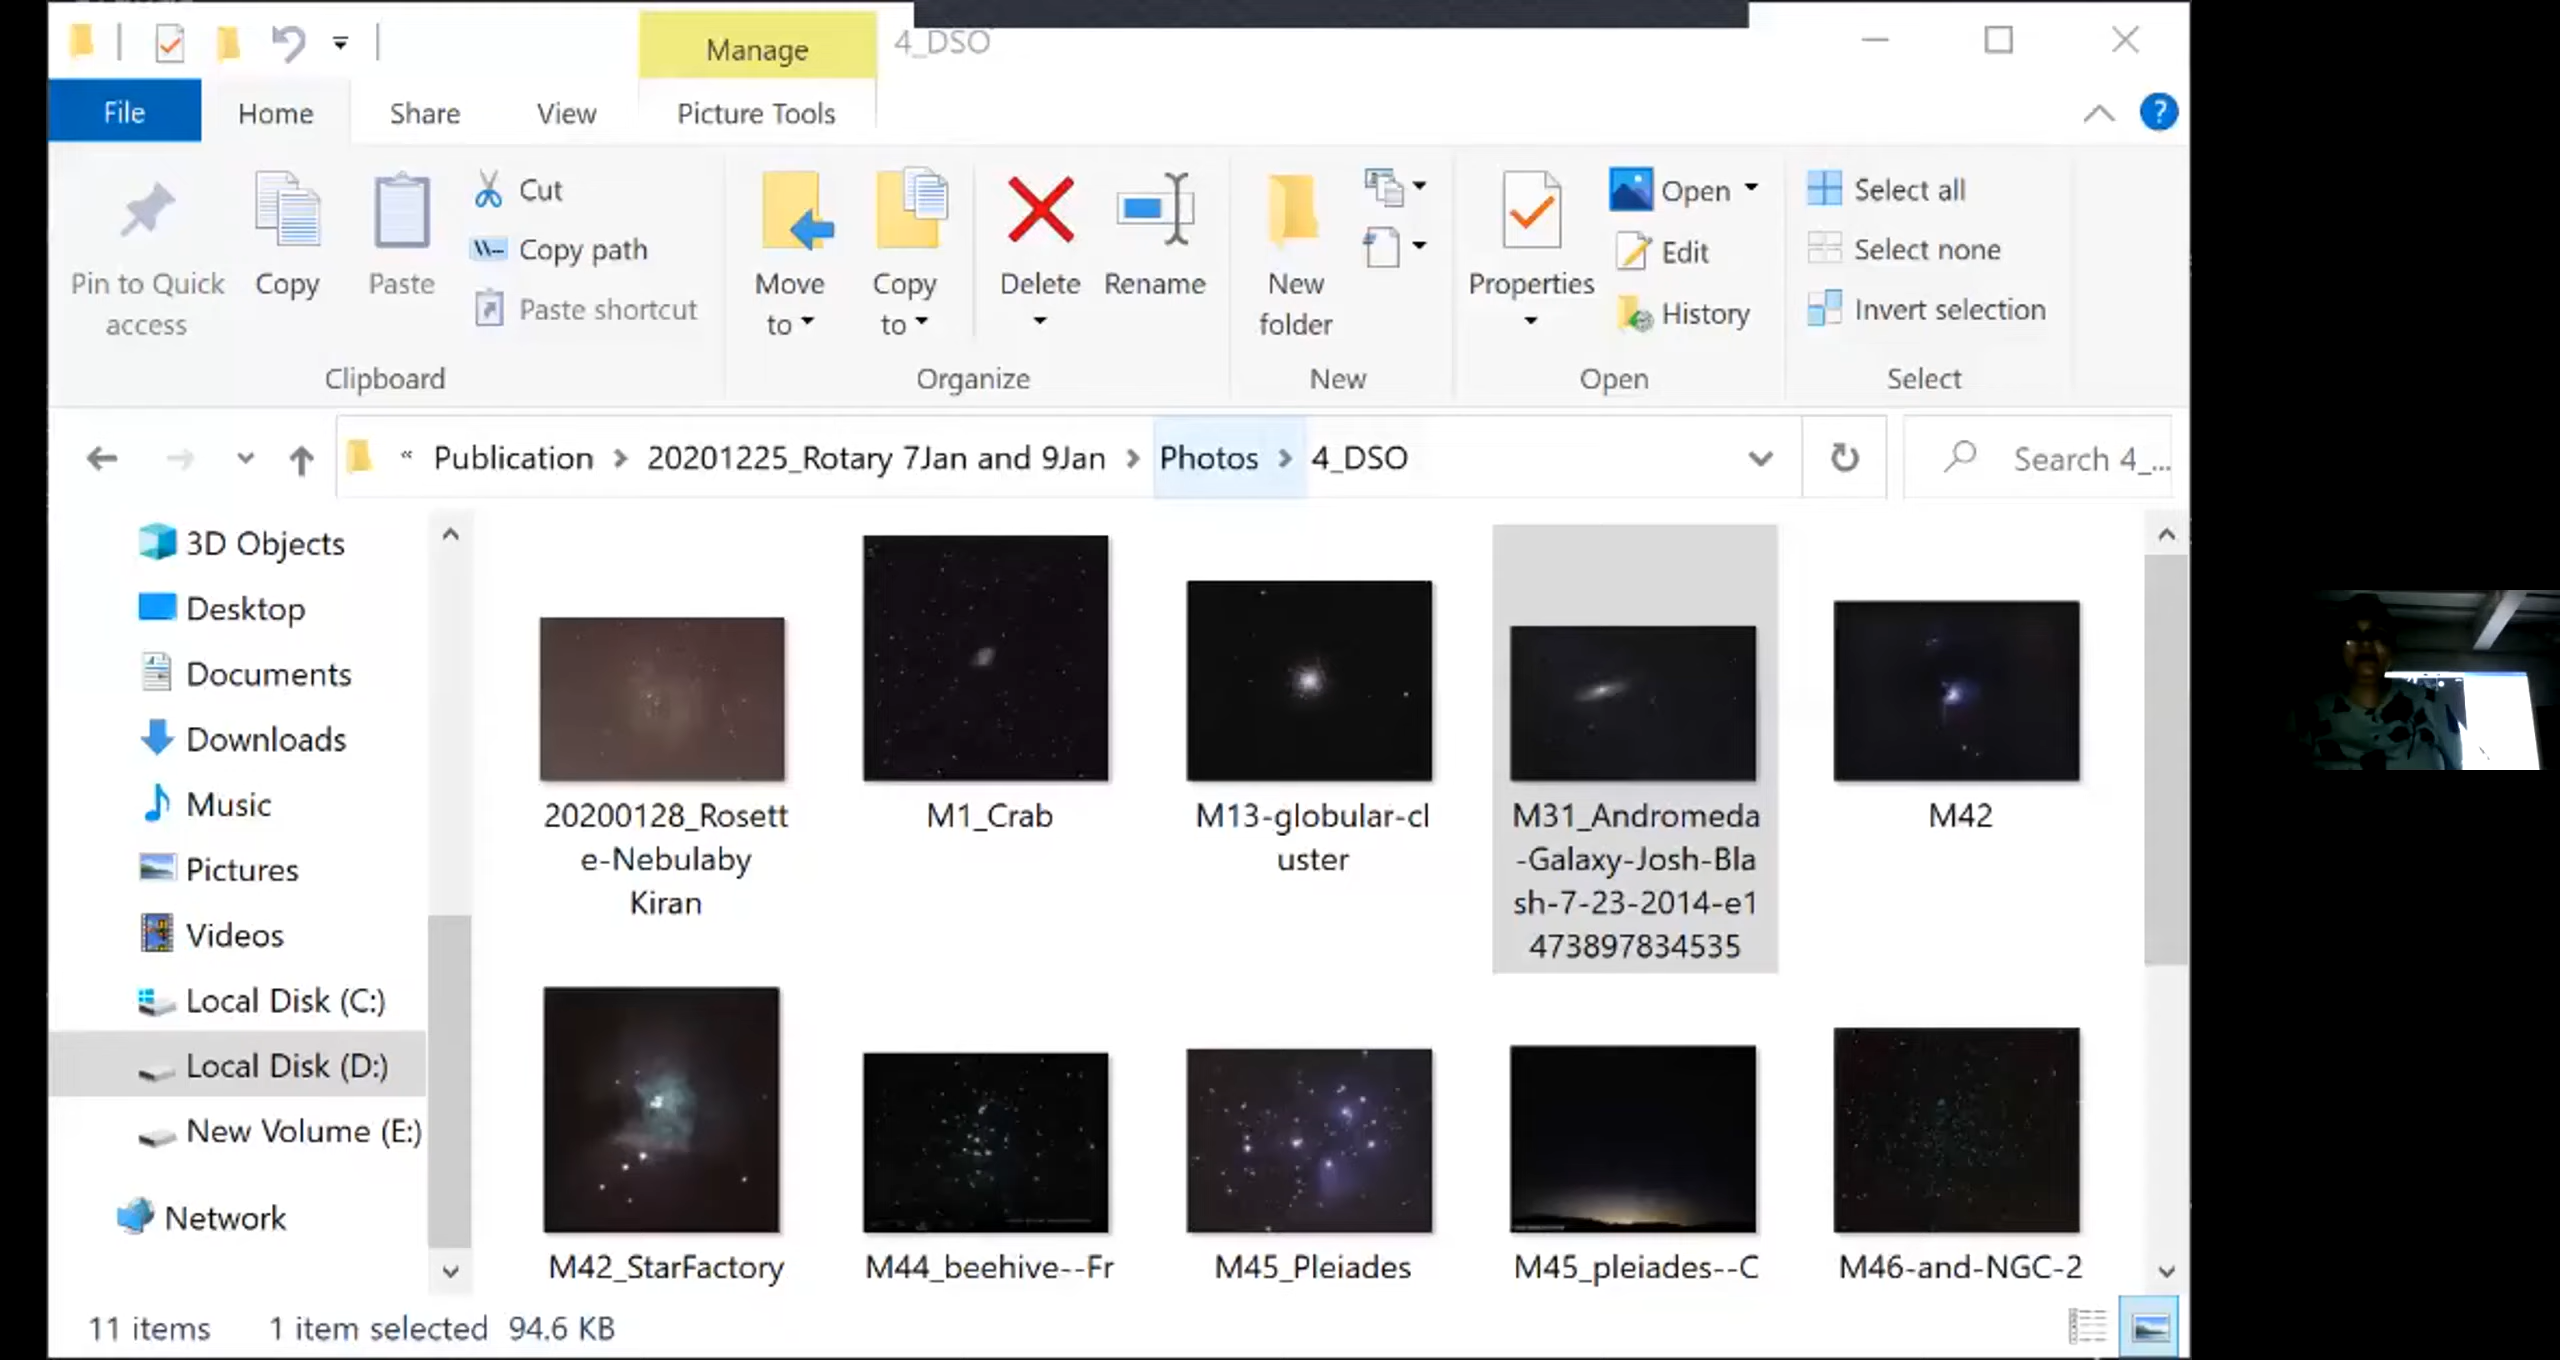 Manage
4_DSO
File
Home
Share
View
Picture Tools
?
Pin to Quick
access
Copy
Paste
Cut
Copy path
Paste shortcut
Clipboard
Move
to
Copy
to
Delete
Rename
Organize
New
folder
New
Properties
Open
Edit
History
Open
Select all
Select none
Invert selection
Select
« Publication > 20201225_Rotary 7Jan and 9Jan > Photos > 4_DSO
Search 4_...
3D Objects
Desktop
Documents
Downloads
Music
Pictures
Videos
Local Disk (C:)
Local Disk (D:)
New Volume (E:)
Network
20200128_Rosett
e-Nebulaby
Kiran
M1_Crab
M13-globular-cl
uster
M31_Andromeda
-Galaxy-Josh-Bla
sh-7-23-2014-e1
473897834535
M42
M42_StarFactory
M44_beehive--Fr
M45_Pleiades
M45_pleiades--C
M46-and-NGC-2
11 items
1 item selected 94.6 KB